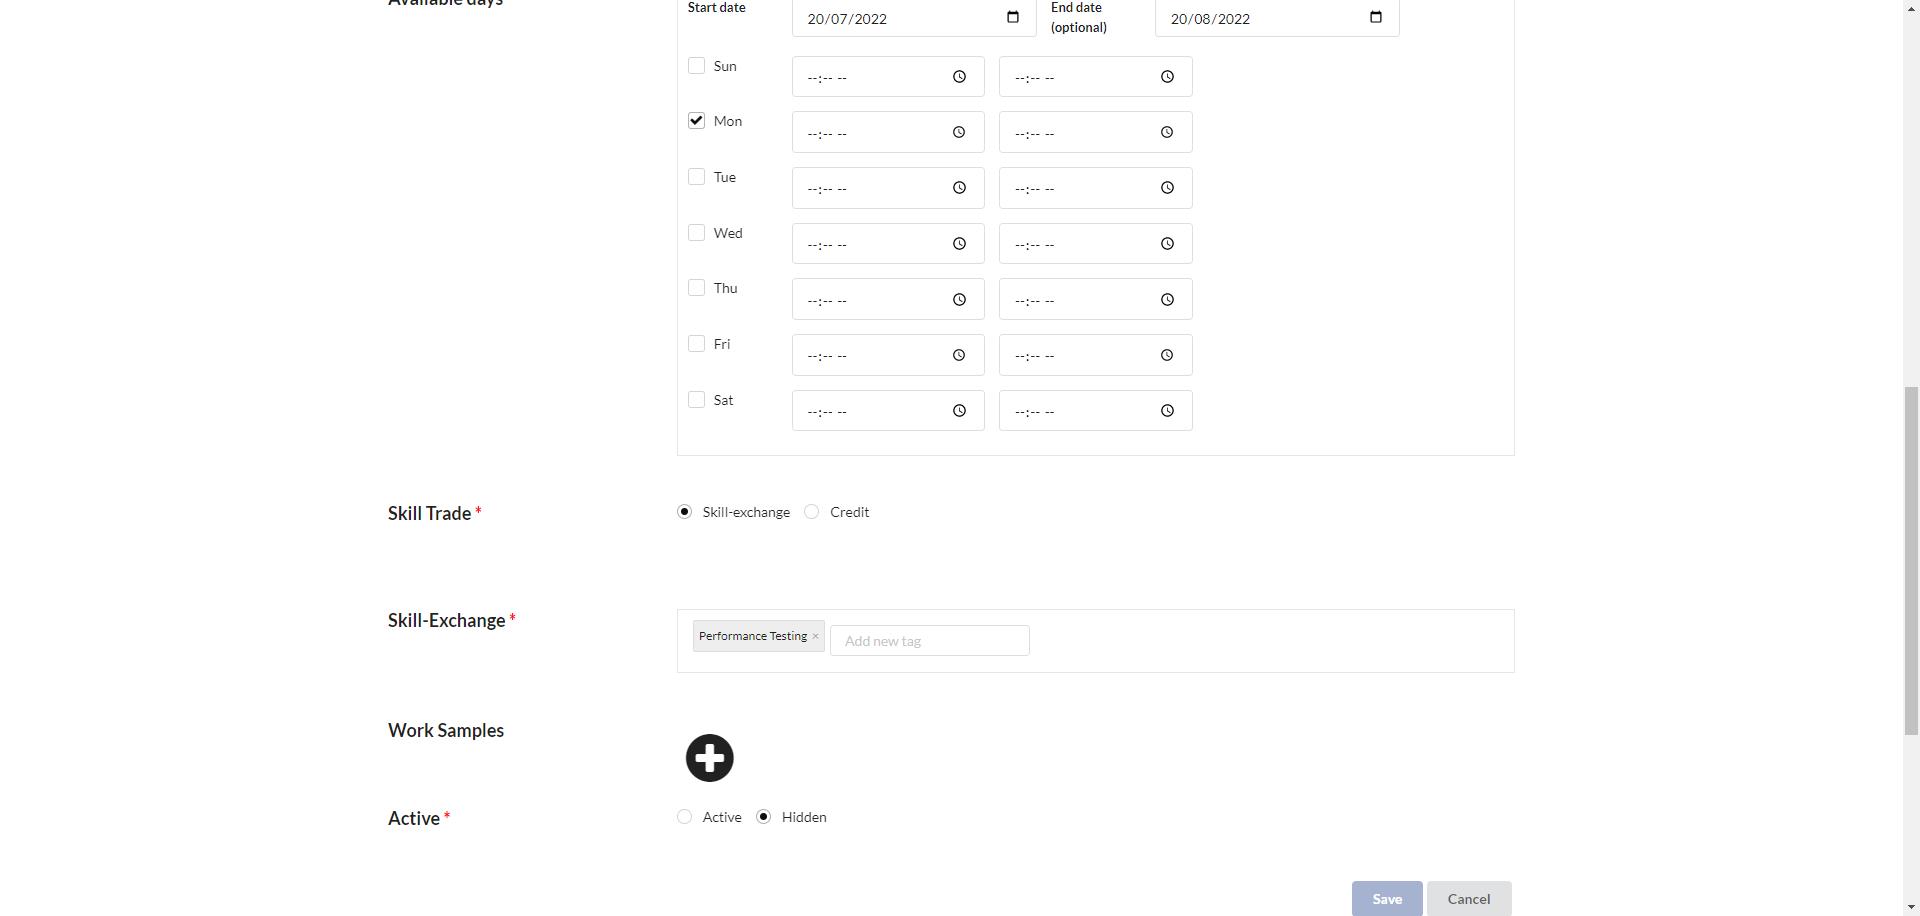 Available days
Start date 20/07/2022 End date 20/08/2022
(optional)
Sun --:-- -- --:-- --
Mon --:-- -- --:-- --
Tue --:-- -- --:-- --
Wed --:-- -- --:-- --
Thu --:-- -- --:-- --
Fri --:-- -- --:-- --
Sat --:-- -- --:-- --
Skill Trade * Skill-exchange Credit
Skill-Exchange * Performance Testing × Add new tag
Work Samples
Active * Active Hidden
Save Cancel